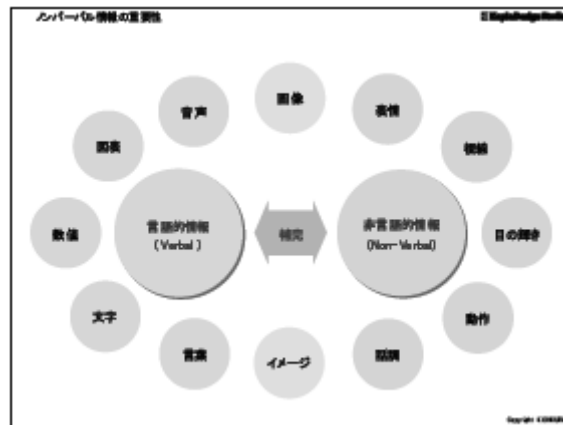 ノンバーバル情報の重要性
画像
音声
表情
図表
視線
言語的情報
(Verbal)
補完
非言語的情報
(Non-Verbal)
数値
目の輝き
文字
動作
言葉
イメージ
話調
Copyright